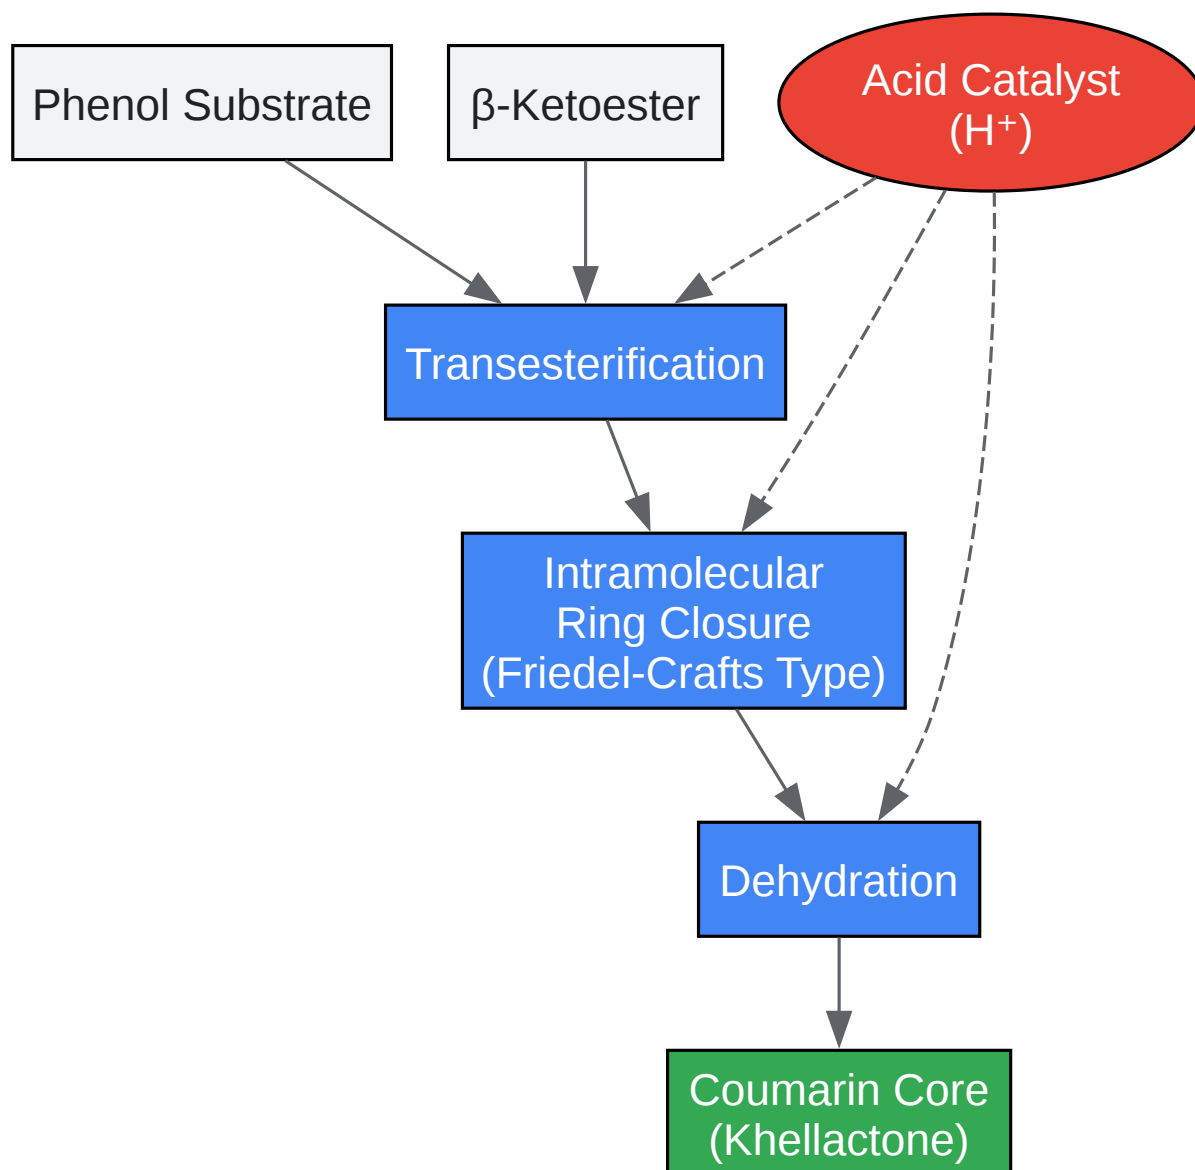 Phenol Substrate
β-Ketoester
Acid Catalyst
(H⁺)
Transesterification
Intramolecular
Ring Closure
(Friedel-Crafts Type)
Dehydration
Coumarin Core
(Khellactone)